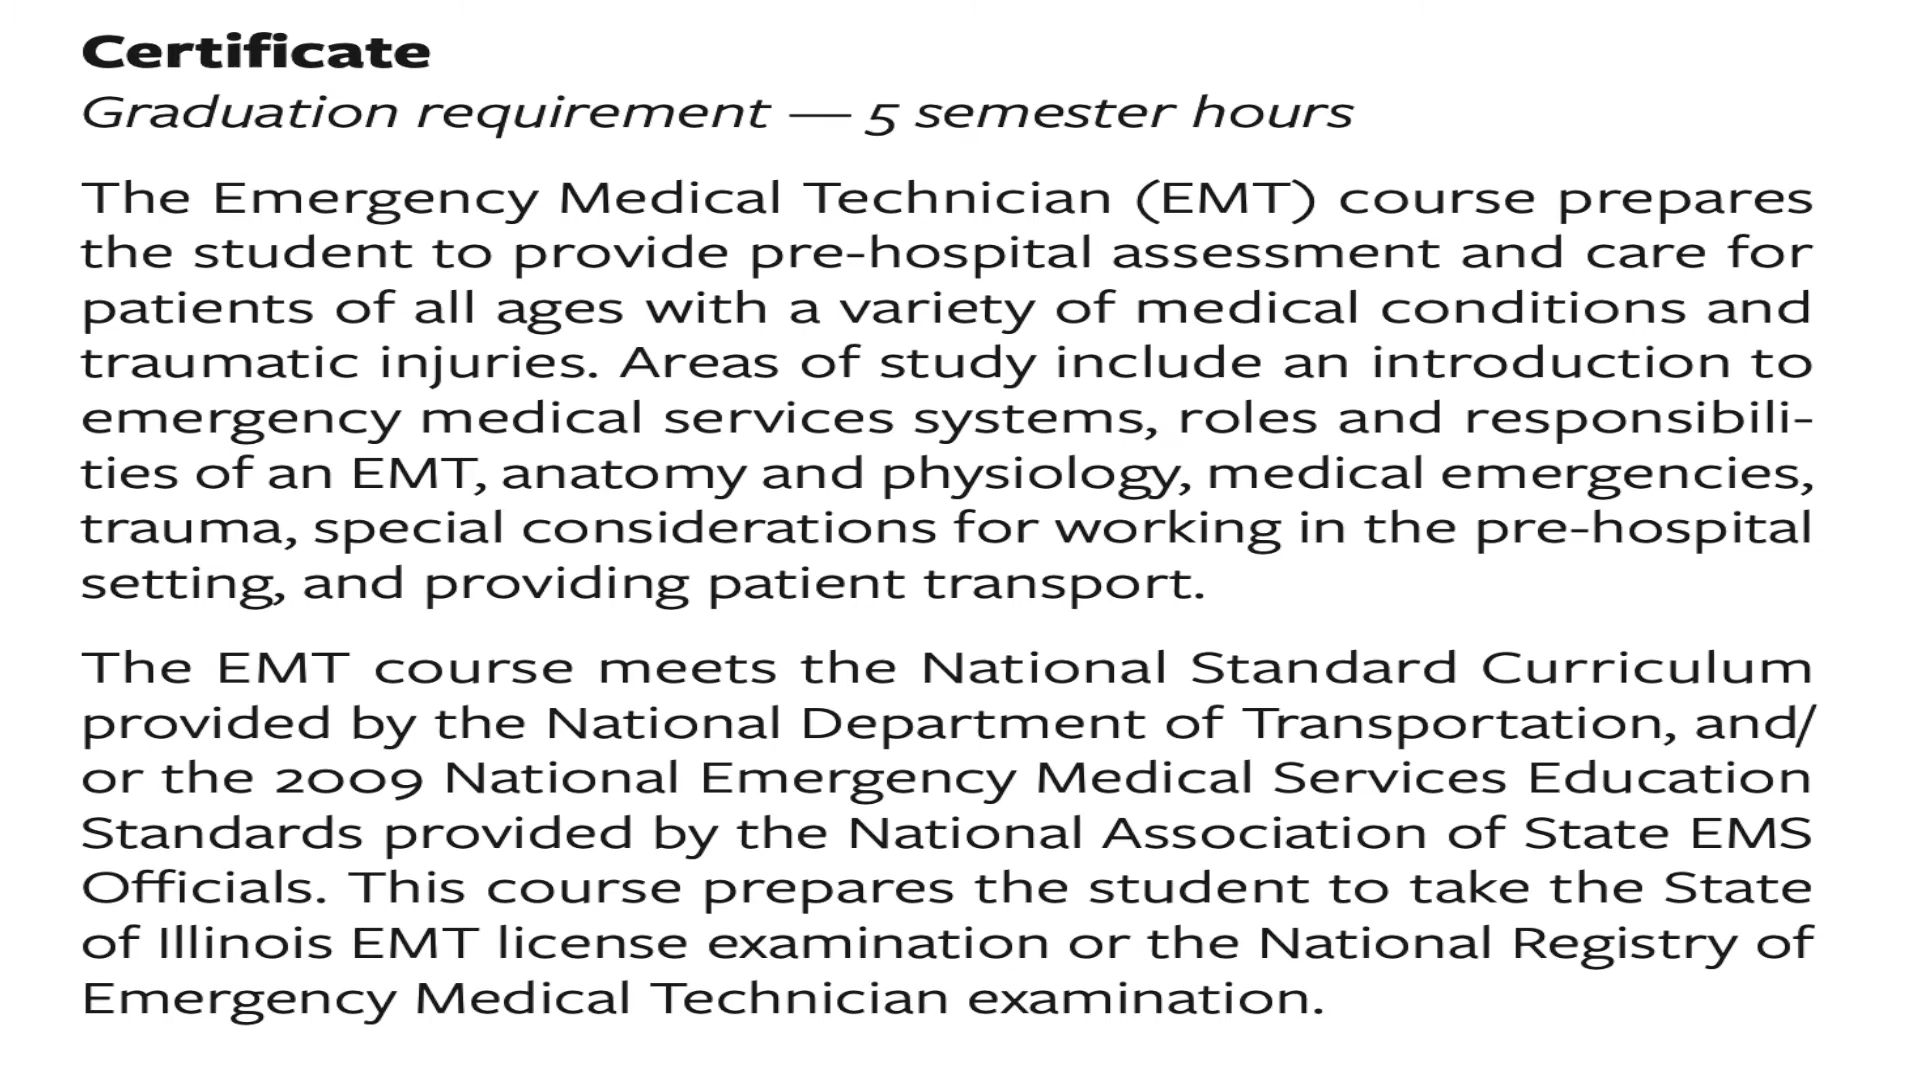 Certificate
Graduation requirement — 5 semester hours
The Emergency Medical Technician (EMT) course prepares
the student to provide pre-hospital assessment and care for
patients of all ages with a variety of medical conditions and
traumatic injuries. Areas of study include an introduction to
emergency medical services systems, roles and responsibili-
ties of an EMT, anatomy and physiology, medical emergencies,
trauma, special considerations for working in the pre-hospital
setting, and providing patient transport.
The EMT course meets the National Standard Curriculum
provided by the National Department of Transportation, and/
or the 2009 National Emergency Medical Services Education
Standards provided by the National Association of State EMS
Officials. This course prepares the student to take the State
of Illinois EMT license examination or the National Registry of
Emergency Medical Technician examination.